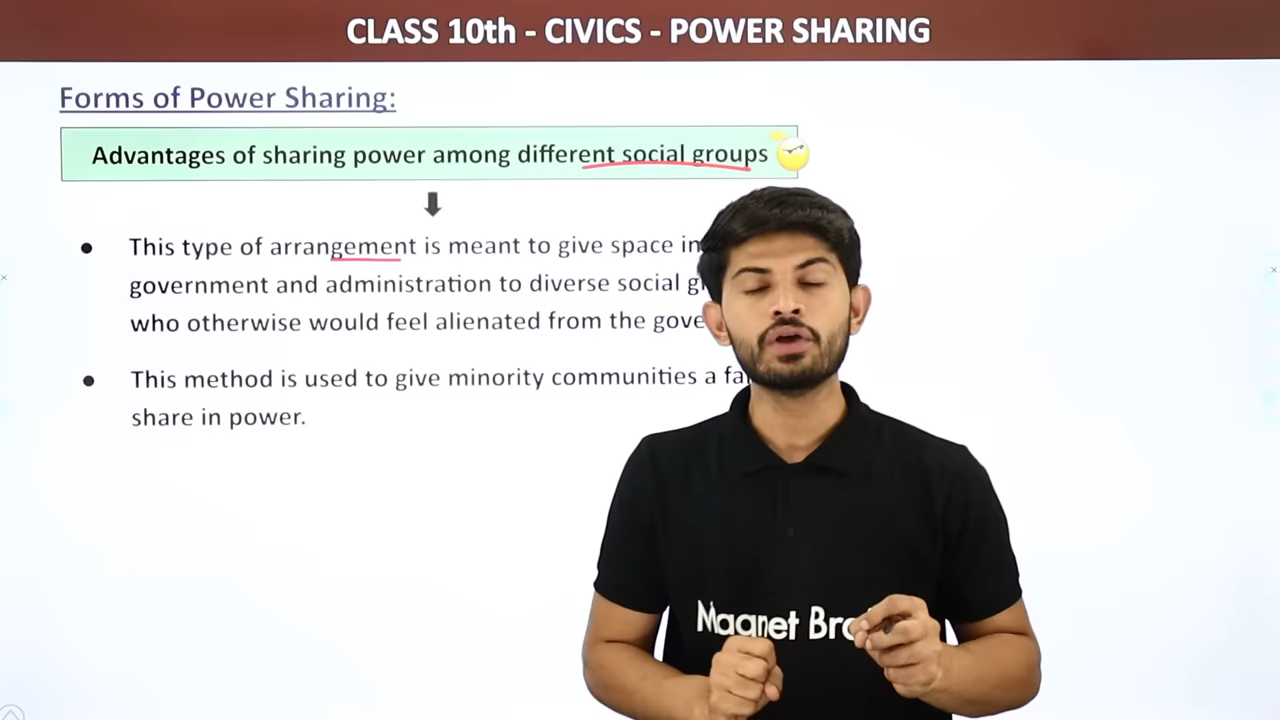 CLASS 10th - CIVICS - POWER SHARING
Forms of Power Sharing:
Advantages of sharing power among different social groups
This type of arrangement is meant to give space in
government and administration to diverse social
who otherwise would feel alienated from the
This method is used to give minority communities a
share in power.
Magnet